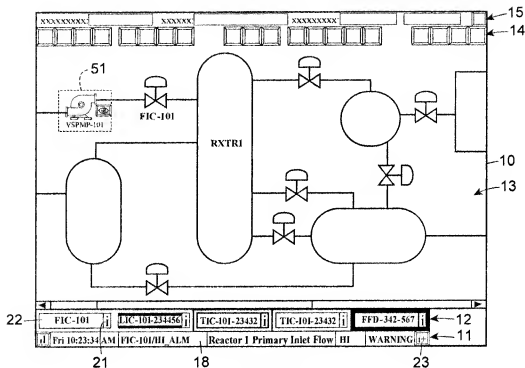 XXXXXXXXX XXXXXX XXXXXXXXX 15
14
51
VSPMP-101
FIC-101
RXTR1
10
13
22 FIC-101 i LIC-101-234456 i TIC-101-23432 i TIC-101-23432 i FFD-342-567 i 12
Fri 10:23:34 AM FIC-101/HI_ALM Reactor 1 Primary Inlet Flow HI WARNING 11
21 18 23